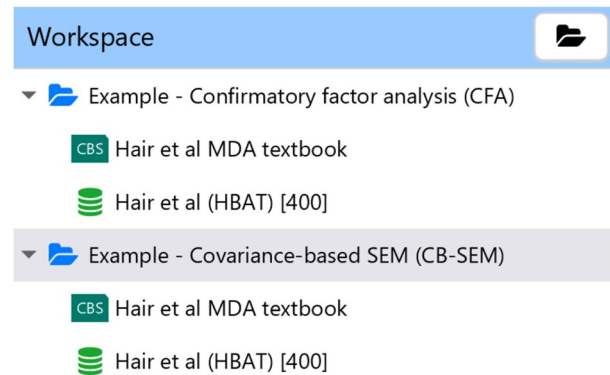 Workspace
Example - Confirmatory factor analysis (CFA)
CBS Hair et al MDA textbook
Hair et al (HBAT) [400]
Example - Covariance-based SEM (CB-SEM)
CBS Hair et al MDA textbook
Hair et al (HBAT) [400]